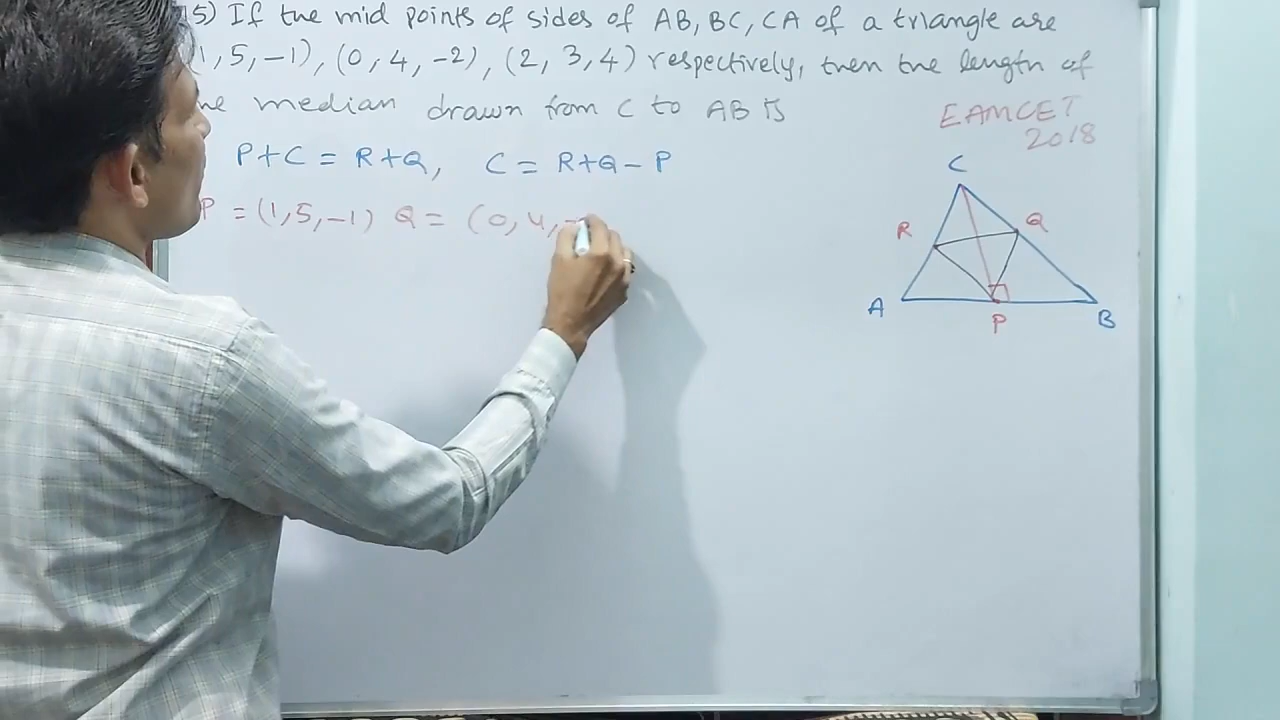 5) If the mid points of sides of AB, BC, CA of a triangle are
1, 5, -1), (0, 4, -2), (2, 3, 4) respectively, then the length of
median drawn from C to AB is
EAMCET
2018
P+C = R+Q, C = R+Q-P
P = (1, 5, -1) Q = (0, 4,
C
R
Q
A
P
B